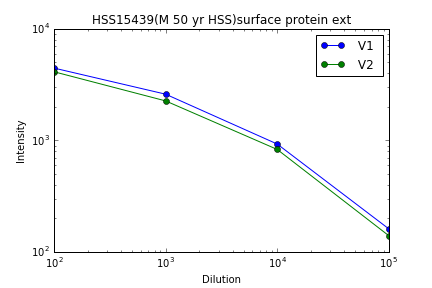 HSS15439(M 50 yr HSS)surface protein ext
10^4
10^3
10^2
Intensity
V1
V2
10^2 10^3 10^4 10^5
Dilution